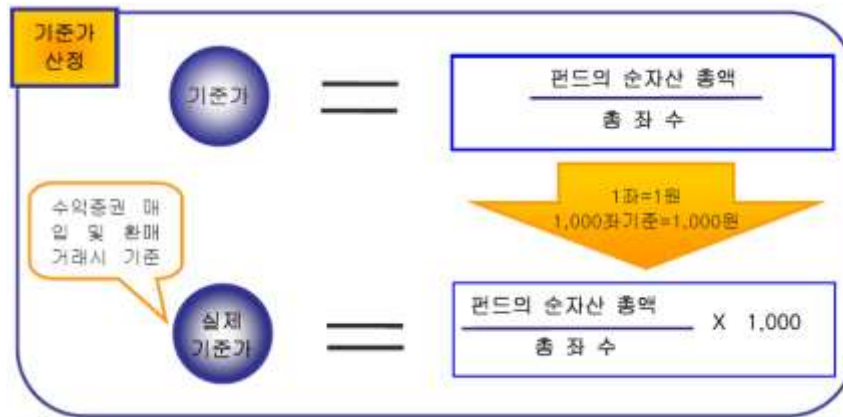 기준가
산정
기준가
펀드의 순자산 총액
총 좌 수
1좌=1원
1,000좌기준=1,000원
수익증권 매
입 및 환매
거래시 기준
실제
기준가
펀드의 순자산 총액
총 좌 수
X 1,000